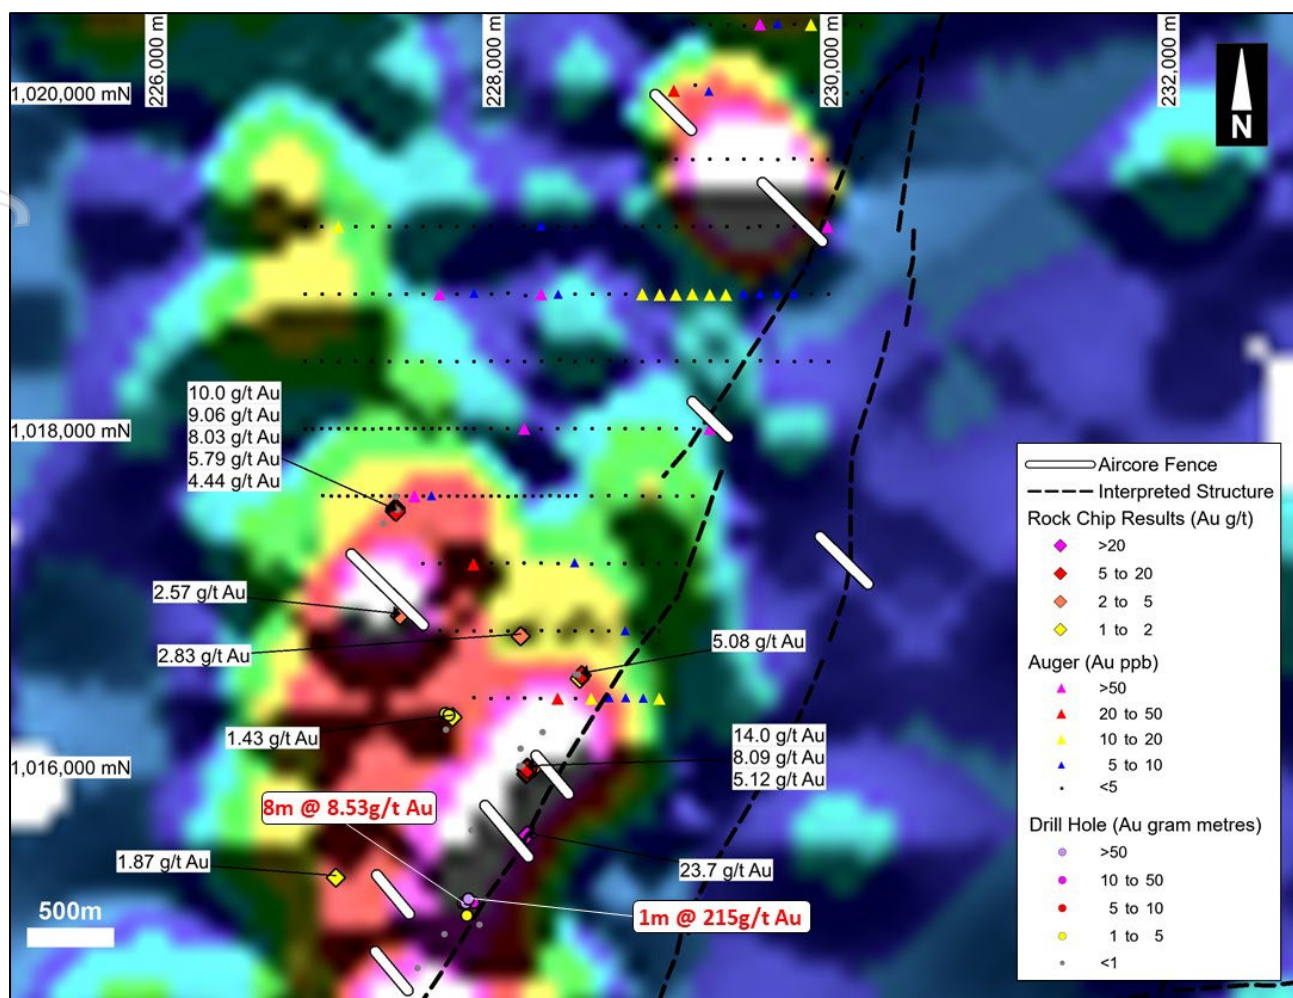 226,000 m
228,000 m
230,000 m
232,000 m
N
1,020,000 mN
1,018,000 mN
1,016,000 mN
10.0 g/t Au
9.06 g/t Au
8.03 g/t Au
5.79 g/t Au
4.44 g/t Au
2.57 g/t Au
2.83 g/t Au
5.08 g/t Au
1.43 g/t Au
14.0 g/t Au
8.09 g/t Au
5.12 g/t Au
8m @ 8.53g/t Au
1.87 g/t Au
23.7 g/t Au
1m @ 215g/t Au
500m
Aircore Fence
Interpreted Structure
Rock Chip Results (Au g/t)
>20
5 to 20
2 to 5
1 to 2
Auger (Au ppb)
>50
20 to 50
10 to 20
5 to 10
<5
Drill Hole (Au gram metres)
>50
10 to 50
5 to 10
1 to 5
<1